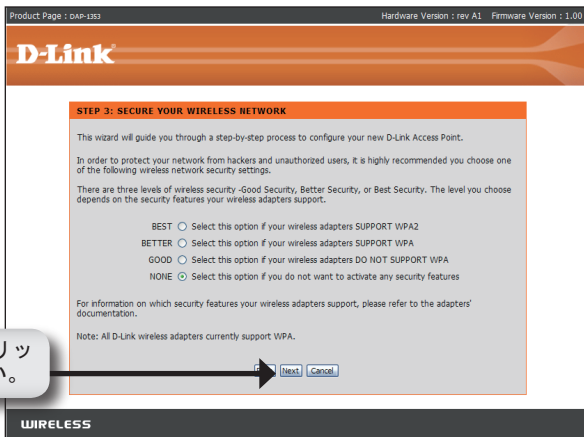 Product Page : DAP-1353 Hardware Version : rev A1 Firmware Version : 1.00
D-Link
STEP 3: SECURE YOUR WIRELESS NETWORK
This wizard will guide you through a step-by-step process to configure your new D-Link Access Point.
In order to protect your network from hackers and unauthorized users, it is highly recommended you choose one
of the following wireless network security settings.
There are three levels of wireless security -Good Security, Better Security, or Best Security. The level you choose
depends on the security features your wireless adapters support.
BEST Select this option if your wireless adapters SUPPORT WPA2
BETTER Select this option if your wireless adapters SUPPORT WPA
GOOD Select this option if your wireless adapters DO NOT SUPPORT WPA
NONE Select this option if you do not want to activate any security features
For information on which security features your wireless adapters support, please refer to the adapters'
documentation.
Note: All D-Link wireless adapters currently support WPA.
リッ
い。
Next Cancel
WIRELESS